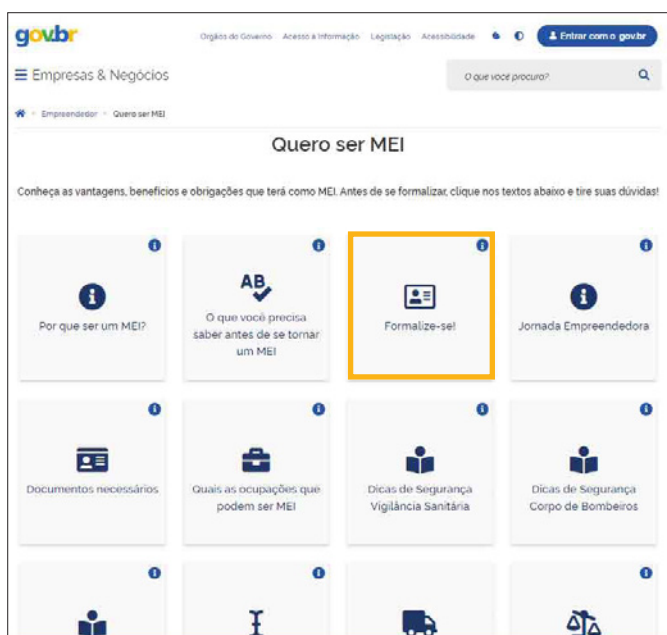 gov.br
Órgãos do Governo Acesso à Informação Legislação Acessibilidade Entrar com o gov.br
Empresas & Negócios
O que você procura?
Empreendedor Quero ser MEI
Quero ser MEI
Conheça as vantagens, benefícios e obrigações que terá como MEI. Antes de se formalizar, clique nos textos abaixo e tire suas dúvidas!
Por que ser um MEI?
AB
O que você precisa
saber antes de se tornar
um MEI
Formalize-se!
Jornada Empreendedora
Documentos necessários
Quais as ocupações que
podem ser MEI
Dicas de Segurança
Vigilância Sanitária
Dicas de Segurança
Corpo de Bombeiros